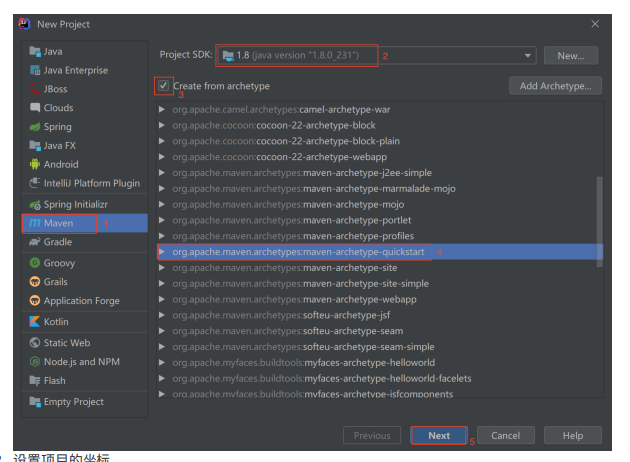 New Project
Java
Java Enterprise
JBoss
Clouds
Spring
Java FX
Android
IntelliJ Platform Plugin
Spring Initializr
Maven 1
Gradle
Groovy
Grails
Application Forge
Kotlin
Static Web
Node.js and NPM
Flash
Empty Project
Project SDK: 1.8 (java version "1.8.0_231") 2 New...
Create from archetype Add Archetype...
3
org.apache.camel.archetypes:camel-archetype-war
org.apache.cocoon:cocoon-22-archetype-block
org.apache.cocoon:cocoon-22-archetype-block-plain
org.apache.cocoon:cocoon-22-archetype-webapp
org.apache.maven.archetypes:maven-archetype-j2ee-simple
org.apache.maven.archetypes:maven-archetype-marmalade-mojo
org.apache.maven.archetypes:maven-archetype-mojo
org.apache.maven.archetypes:maven-archetype-portlet
org.apache.maven.archetypes:maven-archetype-profiles
org.apache.maven.archetypes:maven-archetype-quickstart 4
org.apache.maven.archetypes:maven-archetype-site
org.apache.maven.archetypes:maven-archetype-site-simple
org.apache.maven.archetypes:maven-archetype-webapp
org.apache.maven.archetypes:softeu-archetype-jsf
org.apache.maven.archetypes:softeu-archetype-seam
org.apache.maven.archetypes:softeu-archetype-seam-simple
org.apache.myfaces.buildtools:myfaces-archetype-helloworld
org.apache.myfaces.buildtools:myfaces-archetype-helloworld-facelets
org.apache.myfaces.buildtools:myfaces-archetype-jsfcomponents
Previous Next 5 Cancel Help
设置项目的坐标